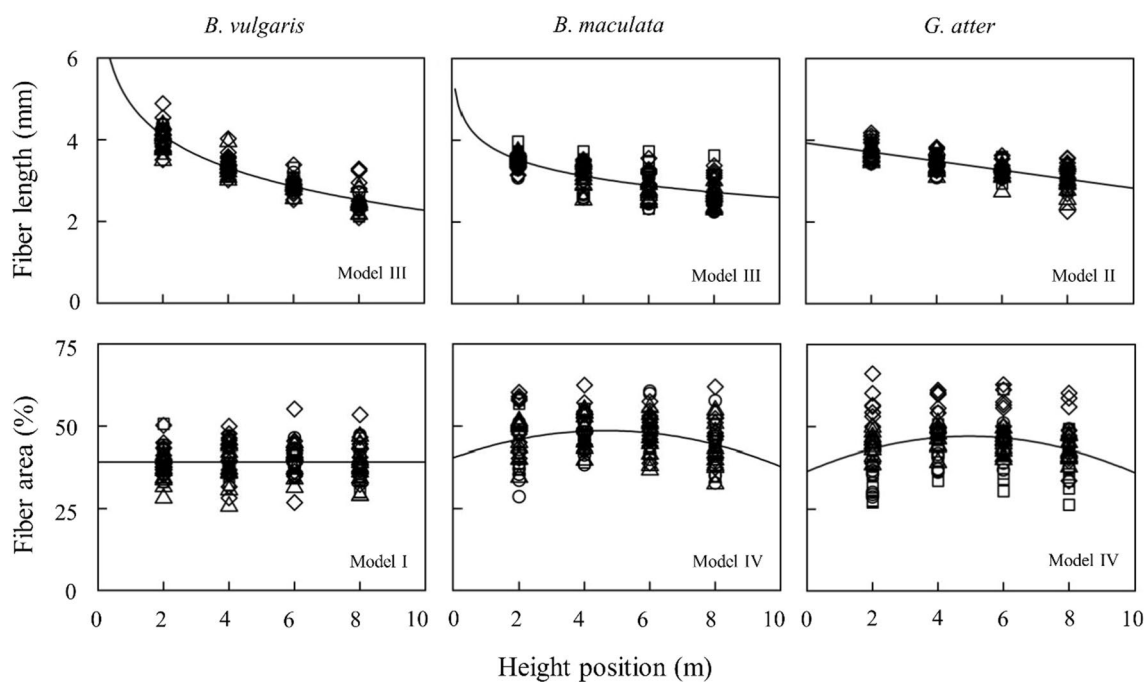 B. vulgaris
B. maculata
G. atter
Fiber length (mm)
6
4
2
0
Model III
Model III
Model II
Fiber area (%)
75
50
25
0
Model I
Model IV
Model IV
0 2 4 6 8 10
0 2 4 6 8 10
0 2 4 6 8 10
Height position (m)